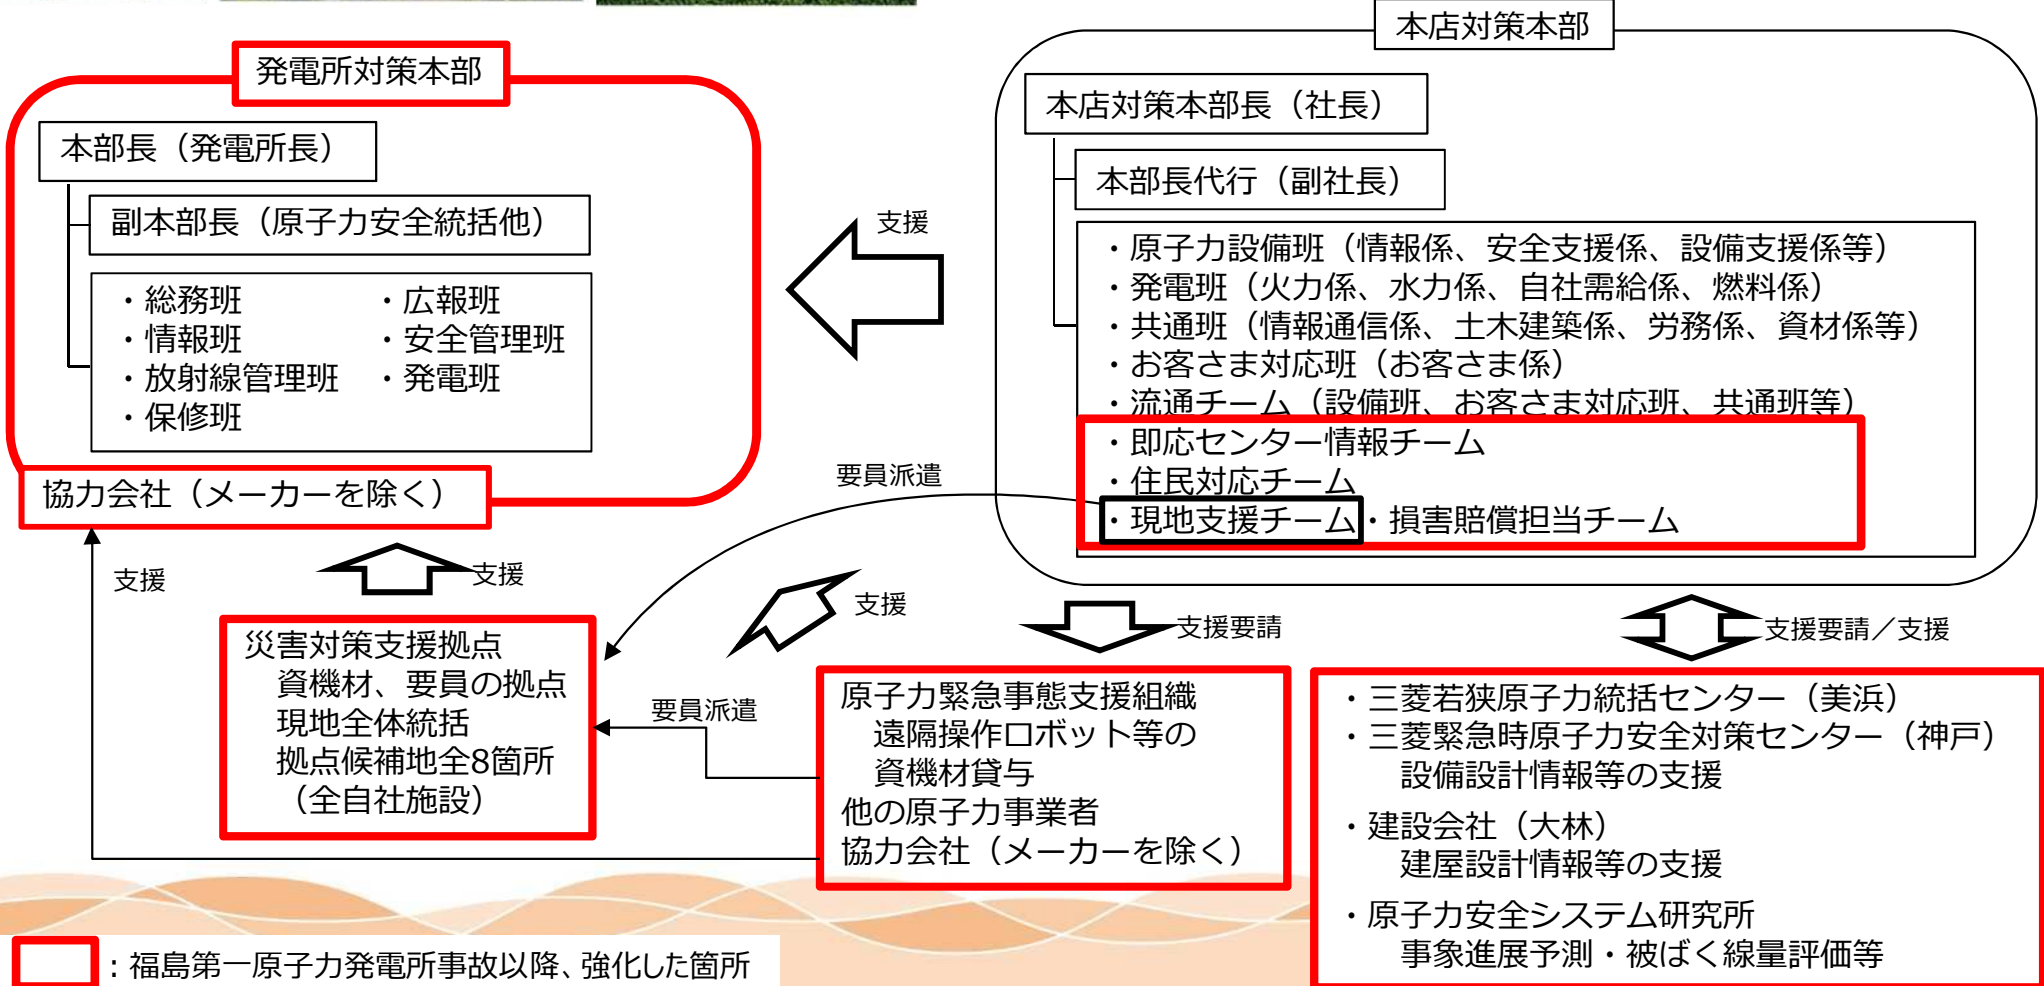 発電所対策本部
本部長（発電所長）
副本部長（原子力安全統括他）
・総務班　・広報班
・情報班　・安全管理班
・放射線管理班　・発電班
・保修班
協力会社（メーカーを除く）
支援
本店対策本部
本店対策本部長（社長）
本部長代行（副社長）
・原子力設備班（情報係、安全支援係、設備支援係等）
・発電班（火力係、水力係、自社需給係、燃料係）
・共通班（情報通信係、土木建築係、労務係、資材係等）
・お客さま対応班（お客さま係）
・流通チーム（設備班、お客さま対応班、共通班等）
・即応センター情報チーム
・住民対応チーム
・現地支援チーム・損害賠償担当チーム
要員派遣
支援
支援
支援
支援要請
支援要請／支援
災害対策支援拠点
資機材、要員の拠点
現地全体統括
拠点候補地全8箇所
（全自社施設）
要員派遣
原子力緊急事態支援組織
遠隔操作ロボット等の
資機材貸与
他の原子力事業者
協力会社（メーカーを除く）
・三菱若狭原子力統括センター（美浜）
・三菱緊急時原子力安全対策センター（神戸）
設備設計情報等の支援
・建設会社（大林）
建屋設計情報等の支援
・原子力安全システム研究所
事象進展予測・被ばく線量評価等
：福島第一原子力発電所事故以降、強化した箇所